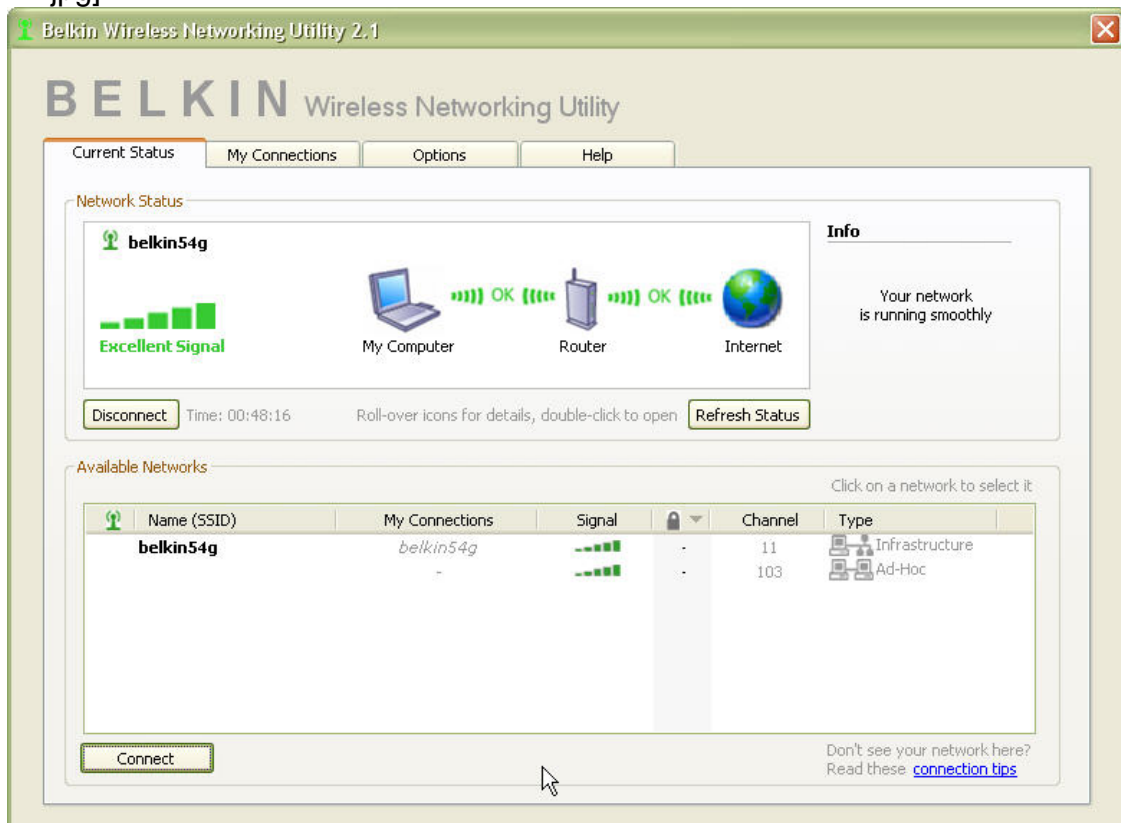 jpg]
Belkin Wireless Networking Utility 2.1
BELKIN Wireless Networking Utility
Current Status My Connections Options Help
Network Status
belkin54g
Info
OK OK
Your network
is running smoothly
Excellent Signal My Computer Router Internet
Disconnect Time: 00:48:16 Roll-over icons for details, double-click to open Refresh Status
Available Networks
Click on a network to select it
Name (SSID) My Connections Signal Channel Type
belkin54g belkin54g - 11 Infrastructure
- - 103 Ad-Hoc
Connect
Don't see your network here?
Read these connection tips